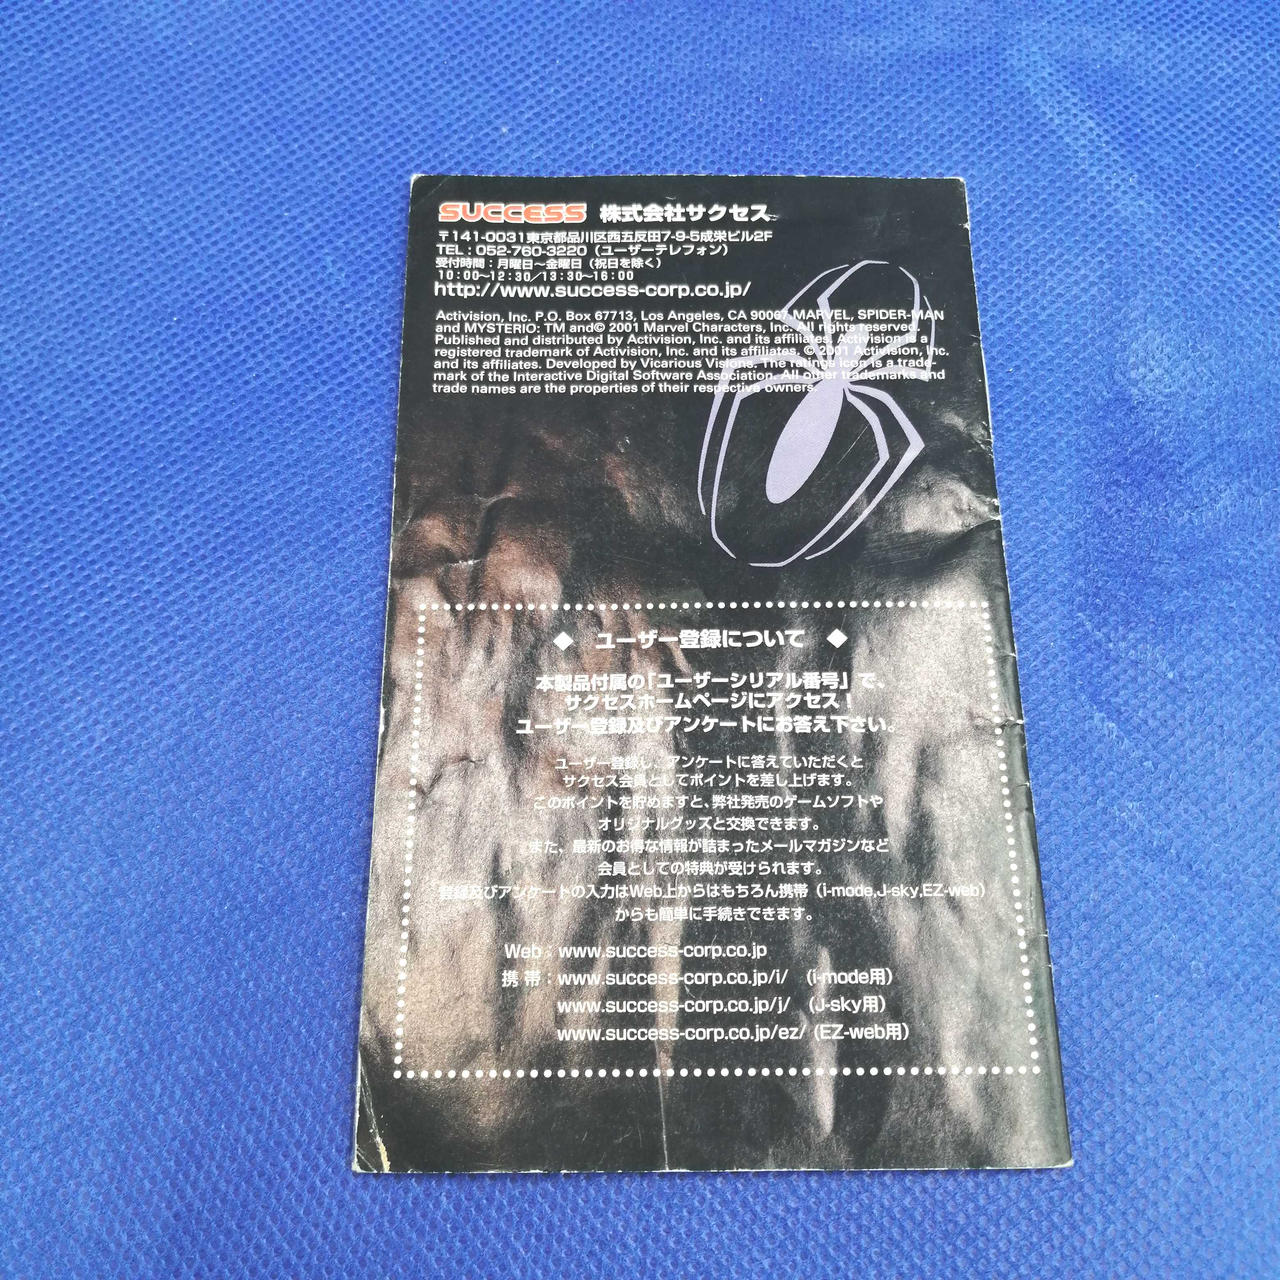 SUCCESS 株式会社サクセス
〒141-0031東京都品川区西五反田7-9-5成栄ビル2F
TEL：052-760-3220（ユーザーテレフォン）
受付時間：月曜日～金曜日（祝日を除く）
10:00～12:30／13:30～16:00
http://www.success-corp.co.jp/
Activision, Inc. P.O. Box 67713, Los Angeles, CA 90067 MARVEL, SPIDER-MAN
and MYSTERIO: TM and© 2001 Marvel Characters, Inc. All rights reserved.
Published and distributed by Activision, Inc. and its affiliates. Activision is a
registered trademark of Activision, Inc. and its affiliates. © 2001 Activision, Inc.
and its affiliates. Developed by Vicarious Visions. The ratings icon is a trade-
mark of the Interactive Digital Software Association. All other trademarks and
trade names are the properties of their respective owners.
◆ ユーザー登録について ◆
本製品付属の「ユーザーシリアル番号」で、
サクセスホームページにアクセス！
ユーザー登録及びアンケートにお答え下さい。
ユーザー登録し、アンケートに答えていただくと
サクセス会員としてポイントを差し上げます。
このポイントを貯めますと、弊社発売のゲームソフトや
オリジナルグッズと交換できます。
また、最新のお得な情報が詰まったメールマガジンなど
会員としての特典が受けられます。
登録及びアンケートの入力はWeb上からはもちろん携帯（i-mode,J-sky,EZ-web）
からも簡単に手続きできます。
Web：www.success-corp.co.jp
携 帯：www.success-corp.co.jp/i/ （i-mode用）
www.success-corp.co.jp/j/ （J-sky用）
www.success-corp.co.jp/ez/（EZ-web用）